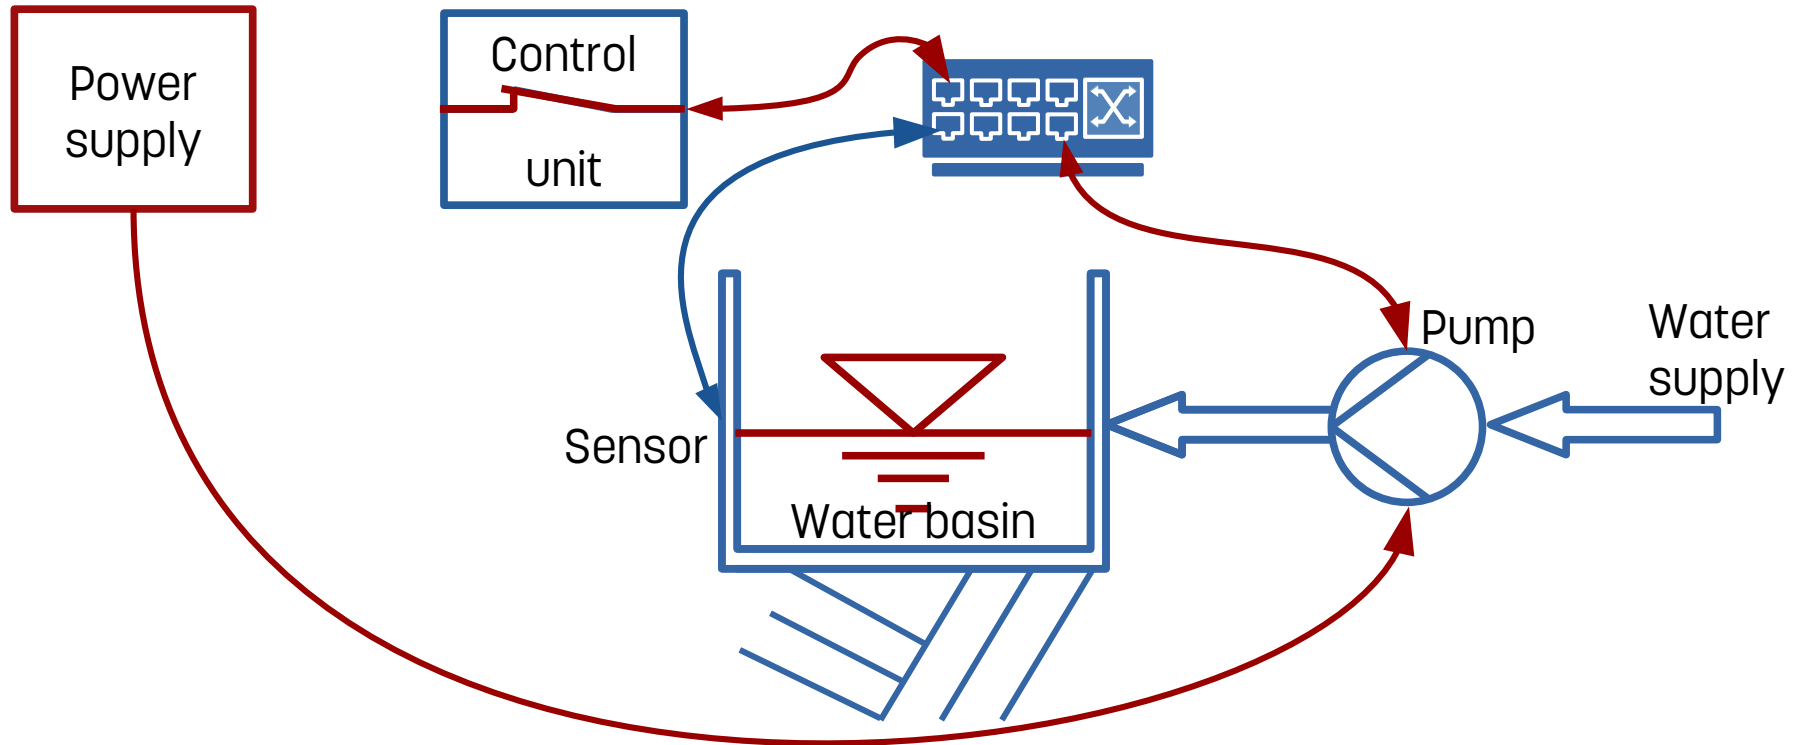 Power
supply
Control
unit
Pump
Water
supply
Sensor
Water basin